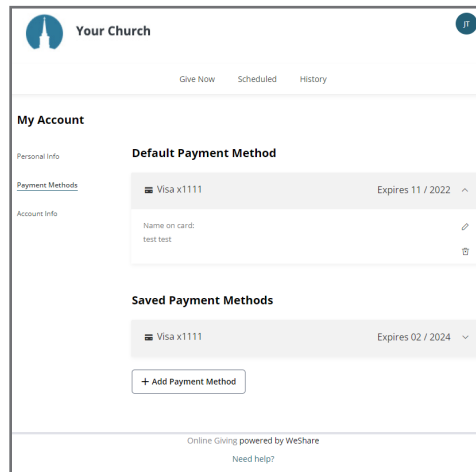 Your Church
JT
Give Now Scheduled History
My Account
Personal Info
Payment Methods
Account Info
Default Payment Method
Visa x1111 Expires 11 / 2022
Name on card:
test test
Saved Payment Methods
Visa x1111 Expires 02 / 2024
+ Add Payment Method
Online Giving powered by WeShare
Need help?